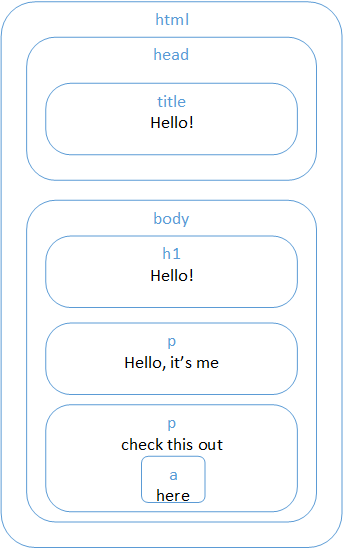 html
head
title
Hello!
body
h1
Hello!
p
Hello, it’s me
p
check this out
a
here